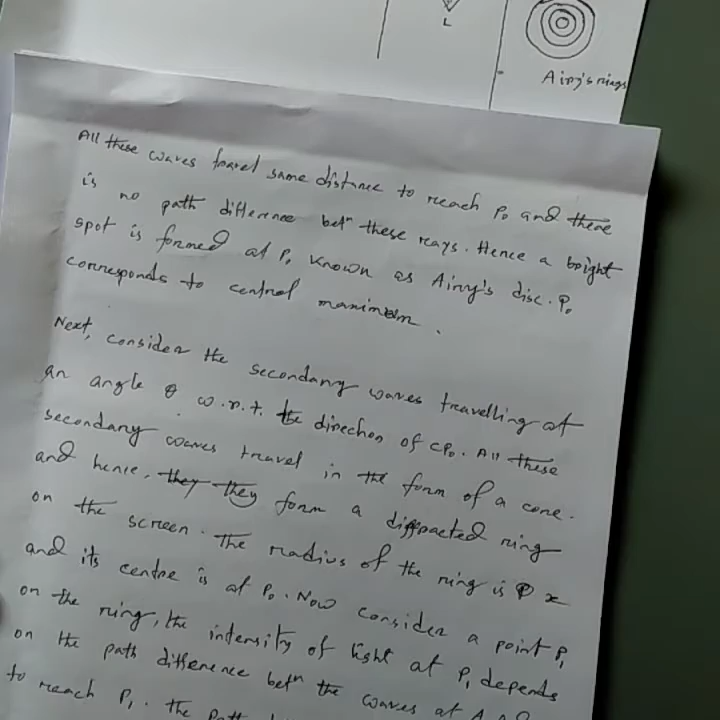 L
Airy's rings
All these waves travel same distance to reach P₀ and there
is no path difference betⁿ these rays. Hence a bright
spot is formed at P₀ known as Airy's disc. P₀
corresponds to central maximum.
Next, consider the secondary waves travelling at
an angle θ w.r.t. the direction of CP₀. All these
secondary waves travel in the form of a cone.
and hence, they they form a diffracted ring
on the screen. The radius of the ring is x
and its centre is at P₀. Now consider a point P₁
on the ring, the intensity of light at P₁ depends
on the path difference betⁿ the waves at A
to reach P₁. The path